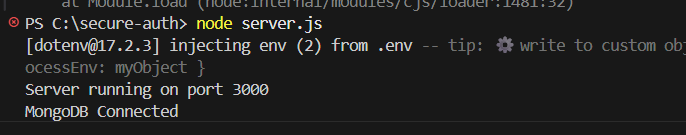 at Module.load (node:internal/modules/cjs/loader:1481:32)
PS C:\secure-auth> node server.js
[dotenv@17.2.3] injecting env (2) from .env -- tip: ⚙️ write to custom obj
ocessEnv: myObject }
Server running on port 3000
MongoDB Connected